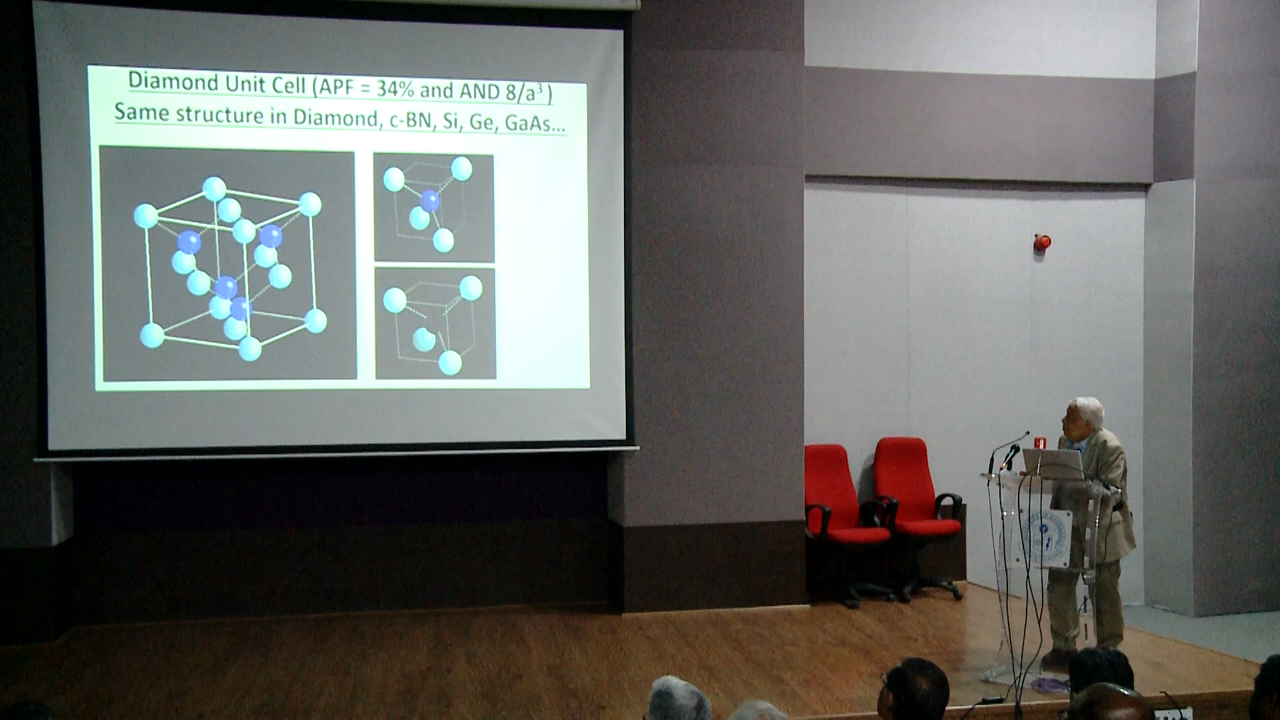 Diamond Unit Cell (APF = 34% and AND 8/a³ )
Same structure in Diamond, c-BN, Si, Ge, GaAs...